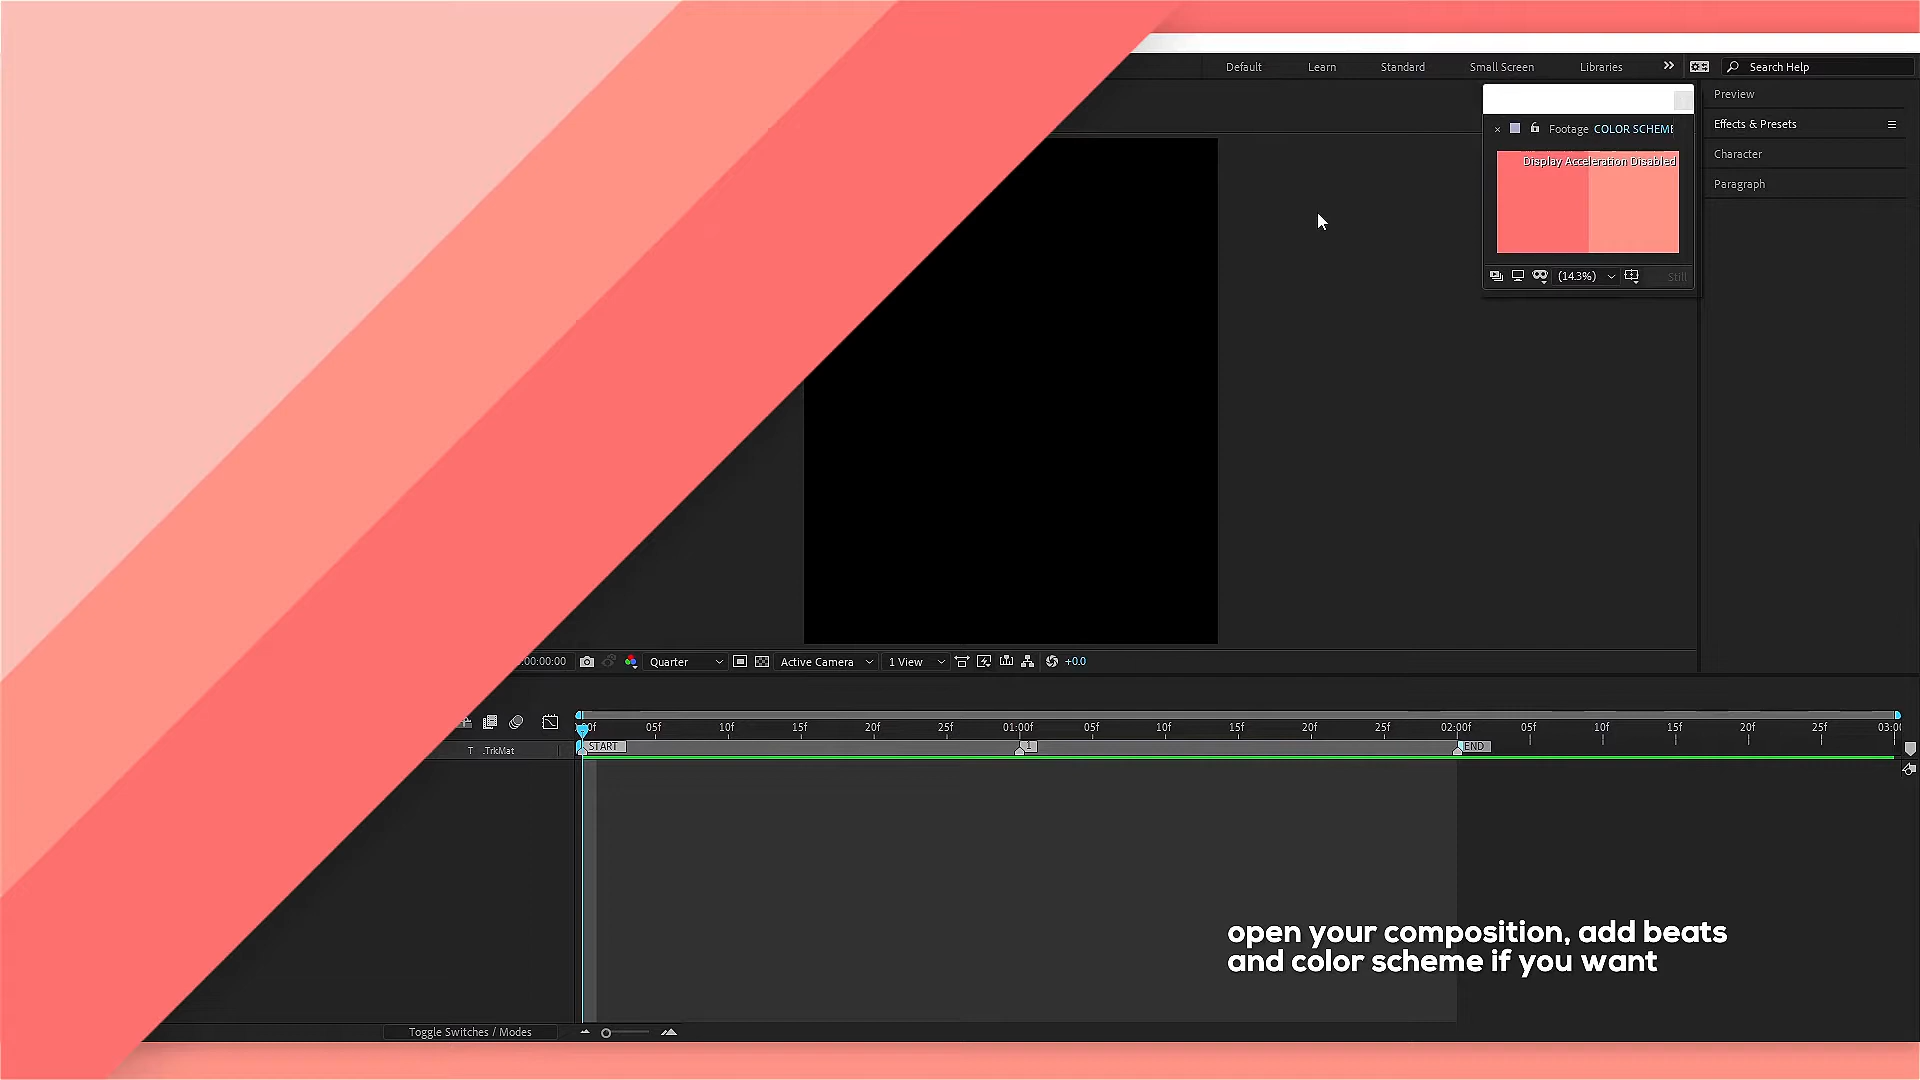 Default Learn Standard Small Screen Libraries Search Help
Preview
Effects & Presets
Character
Paragraph
Footage COLOR SCHEME
Display Acceleration Disabled
(14.3%) Still
:00:00:00 Quarter Active Camera 1 View +0.0
00f 05f 10f 15f 20f 25f 01:00f 05f 10f 15f 20f 25f 02:00f 05f 10f 15f 20f 25f 03:00
T .TrkMat START 1 END
open your composition, add beats
and color scheme if you want
Toggle Switches / Modes